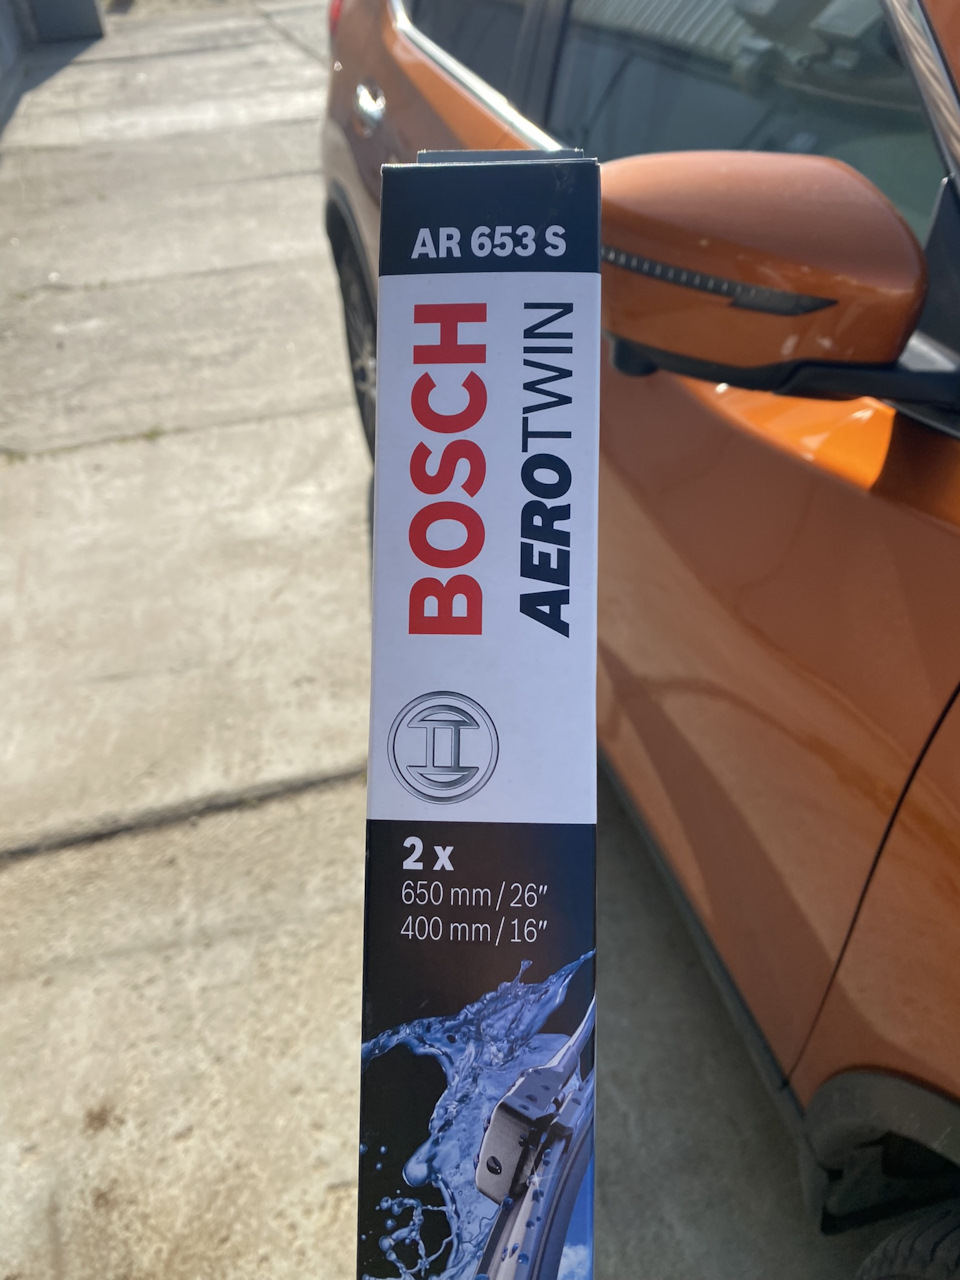 AR 653 S
BOSCH
AEROTWIN
2 x
650 mm / 26"
400 mm / 16"